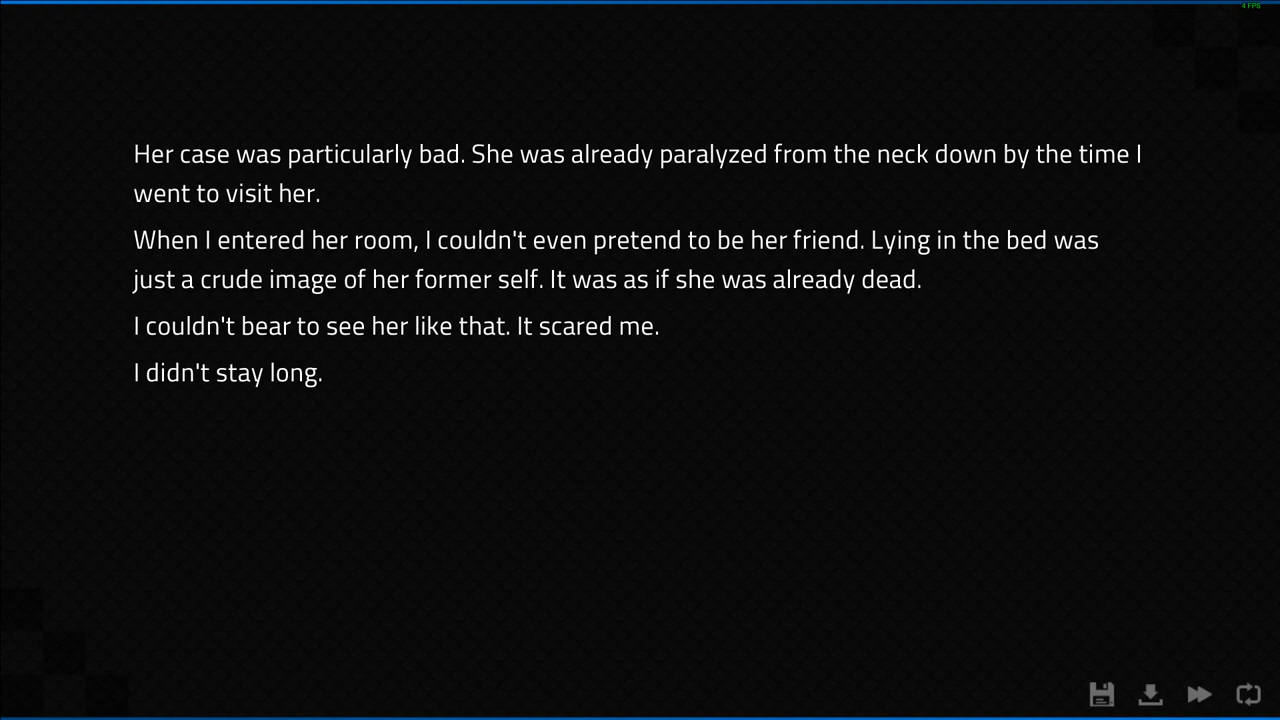 4 FPS
Her case was particularly bad. She was already paralyzed from the neck down by the time I
went to visit her.
When I entered her room, I couldn't even pretend to be her friend. Lying in the bed was
just a crude image of her former self. It was as if she was already dead.
I couldn't bear to see her like that. It scared me.
I didn't stay long.